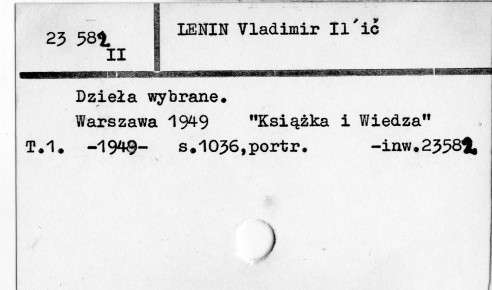 23 582
II
LENIN Vladimir Il´ič
Dzieła wybrane.
Warszawa 1949 "Książka i Wiedza"
T.1. -1949- s.1036,portr. -inw.23582